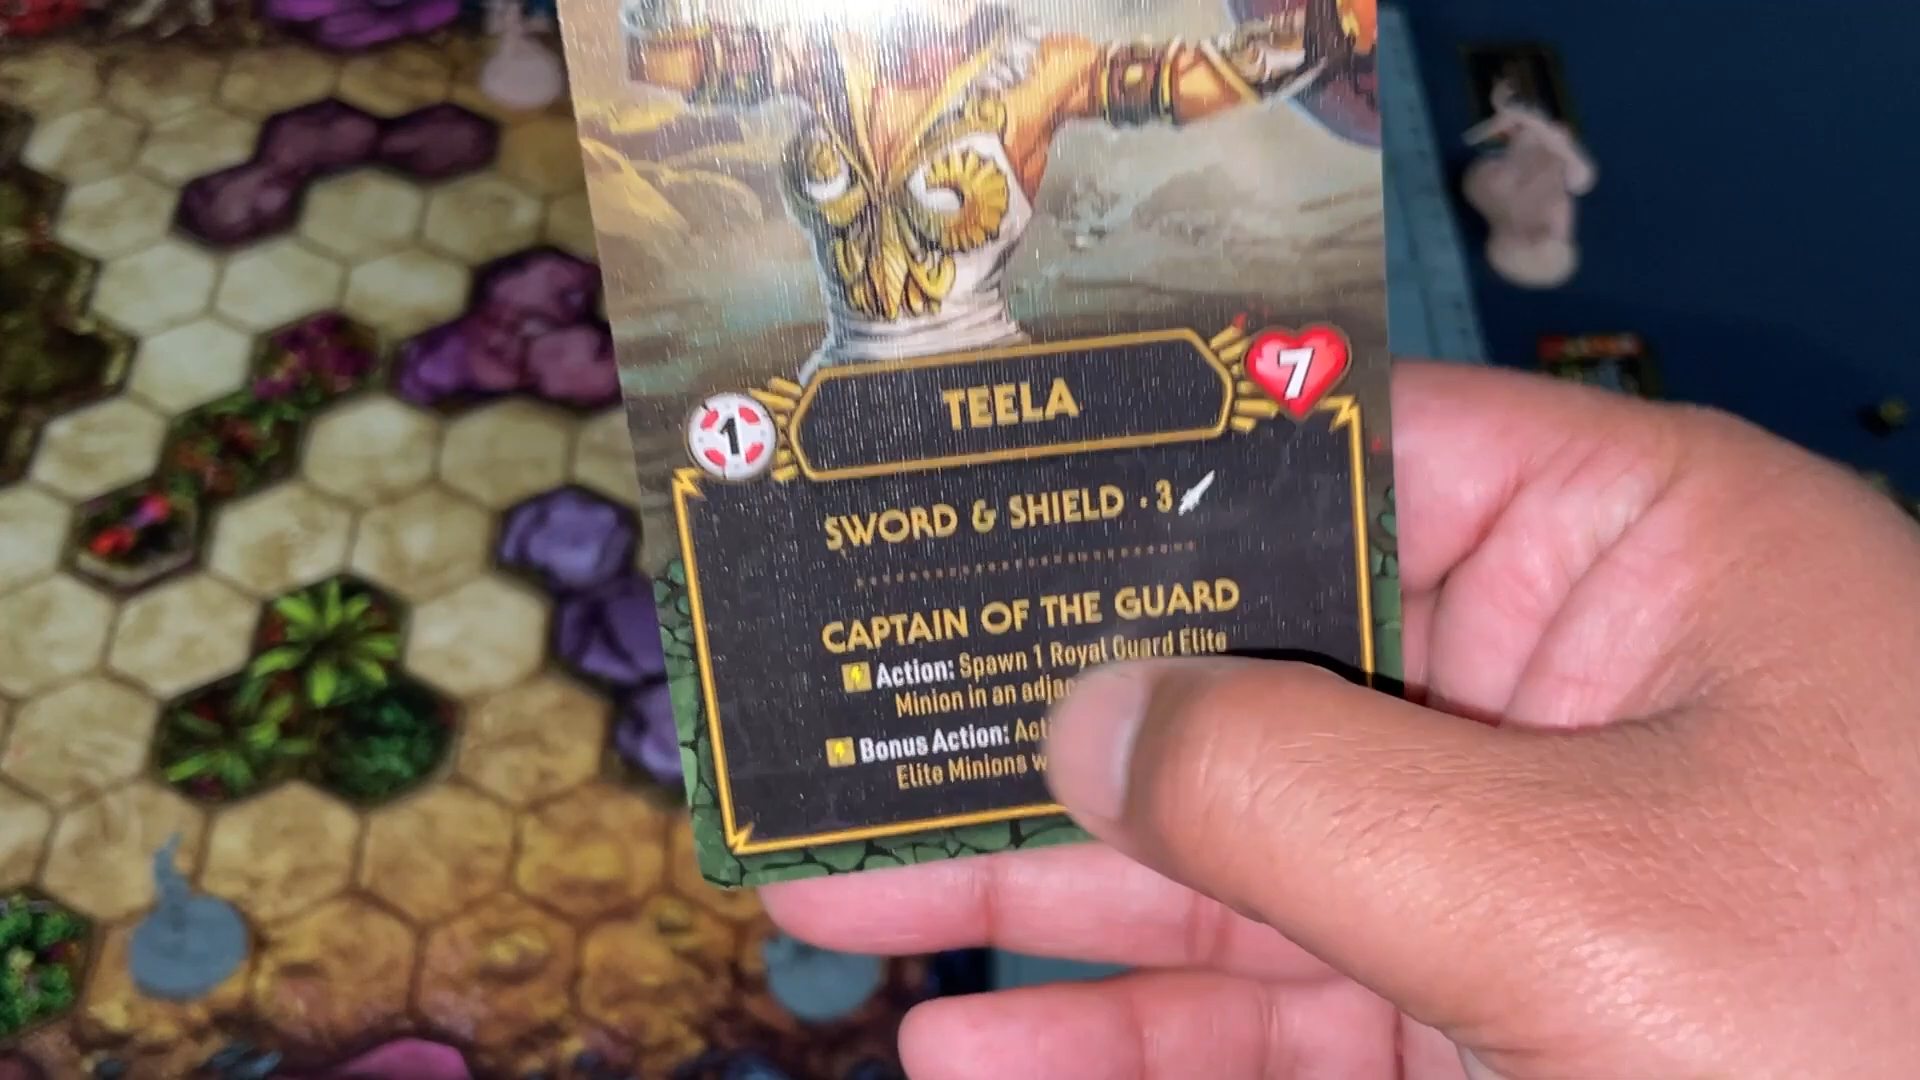 TEELA
7
1
SWORD & SHIELD · 3
CAPTAIN OF THE GUARD
Action: Spawn 1 Royal Guard Elite
Minion in an
Bonus Action:
Elite Minions